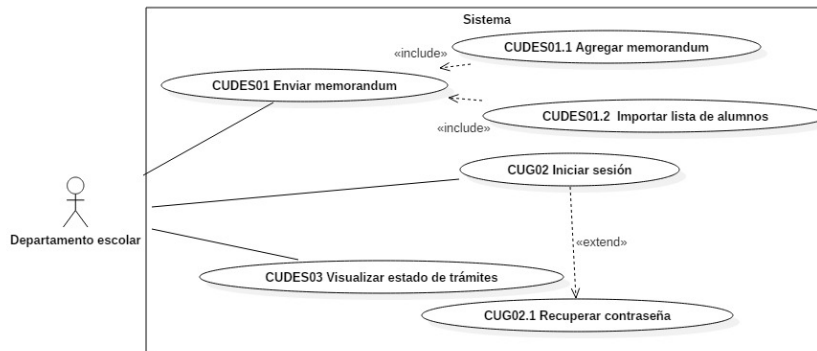 Sistema
«include»
CUDES01.1 Agregar memorandum
CUDES01 Enviar memorandum
CUDES01.2 Importar lista de alumnos
«include»
CUG02 Iniciar sesión
Departamento escolar
«extend»
CUDES03 Visualizar estado de trámites
CUG02.1 Recuperar contraseña